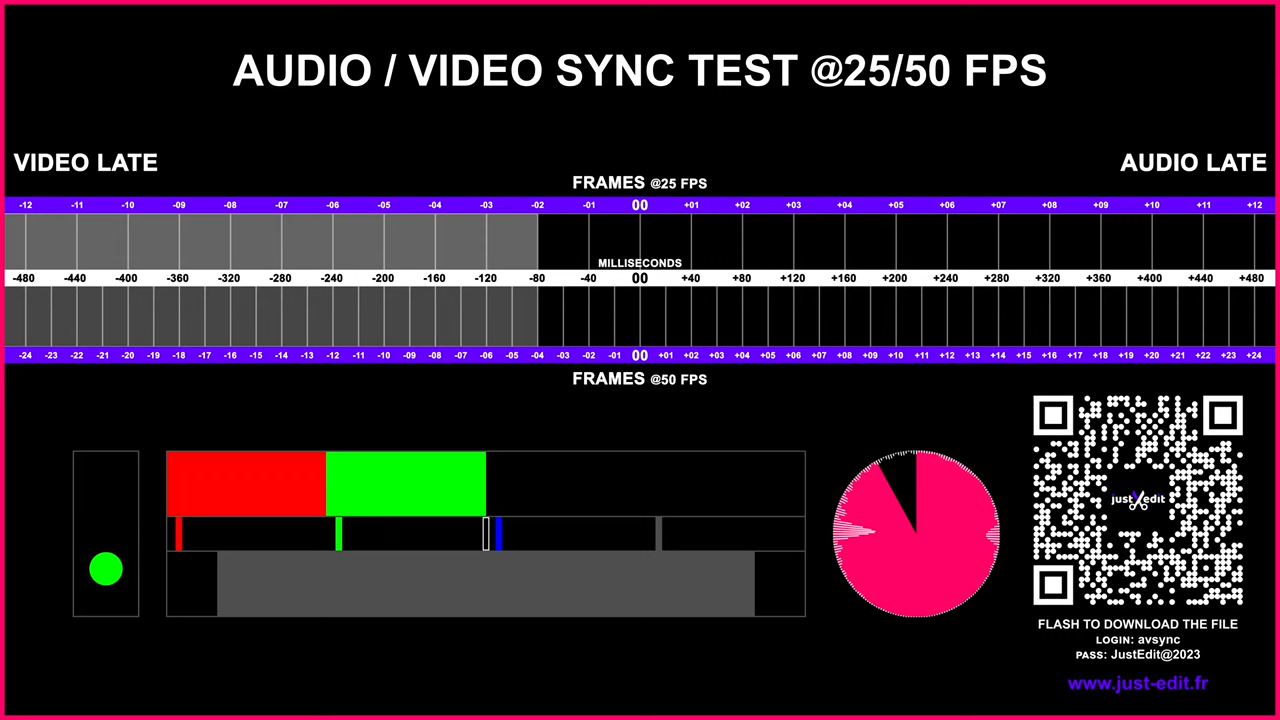 AUDIO / VIDEO SYNC TEST @25/50 FPS
VIDEO LATE
AUDIO LATE
FRAMES @25 FPS
-12 -11 -10 -09 -08 -07 -06 -05 -04 -03 -02 -01 00 +01 +02 +03 +04 +05 +06 +07 +08 +09 +10 +11 +12
MILLISECONDS
-480 -440 -400 -360 -320 -280 -240 -200 -160 -120 -80 -40 00 +40 +80 +120 +160 +200 +240 +280 +320 +360 +400 +440 +480
-24 -23 -22 -21 -20 -19 -18 -17 -16 -15 -14 -13 -12 -11 -10 -09 -08 -07 -06 -05 -04 -03 -02 -01 00 +01 +02 +03 +04 +05 +06 +07 +08 +09 +10 +11 +12 +13 +14 +15 +16 +17 +18 +19 +20 +21 +22 +23 +24
FRAMES @50 FPS
just edit
FLASH TO DOWNLOAD THE FILE
LOGIN: avsync
PASS: JustEdit@2023
www.just-edit.fr